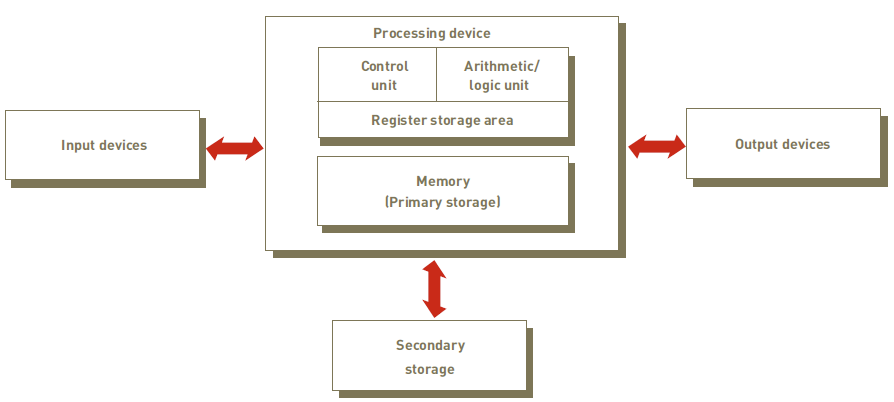 Processing device
Control
unit
Arithmetic/
logic unit
Register storage area
Input devices
Output devices
Memory
(Primary storage)
Secondary
storage